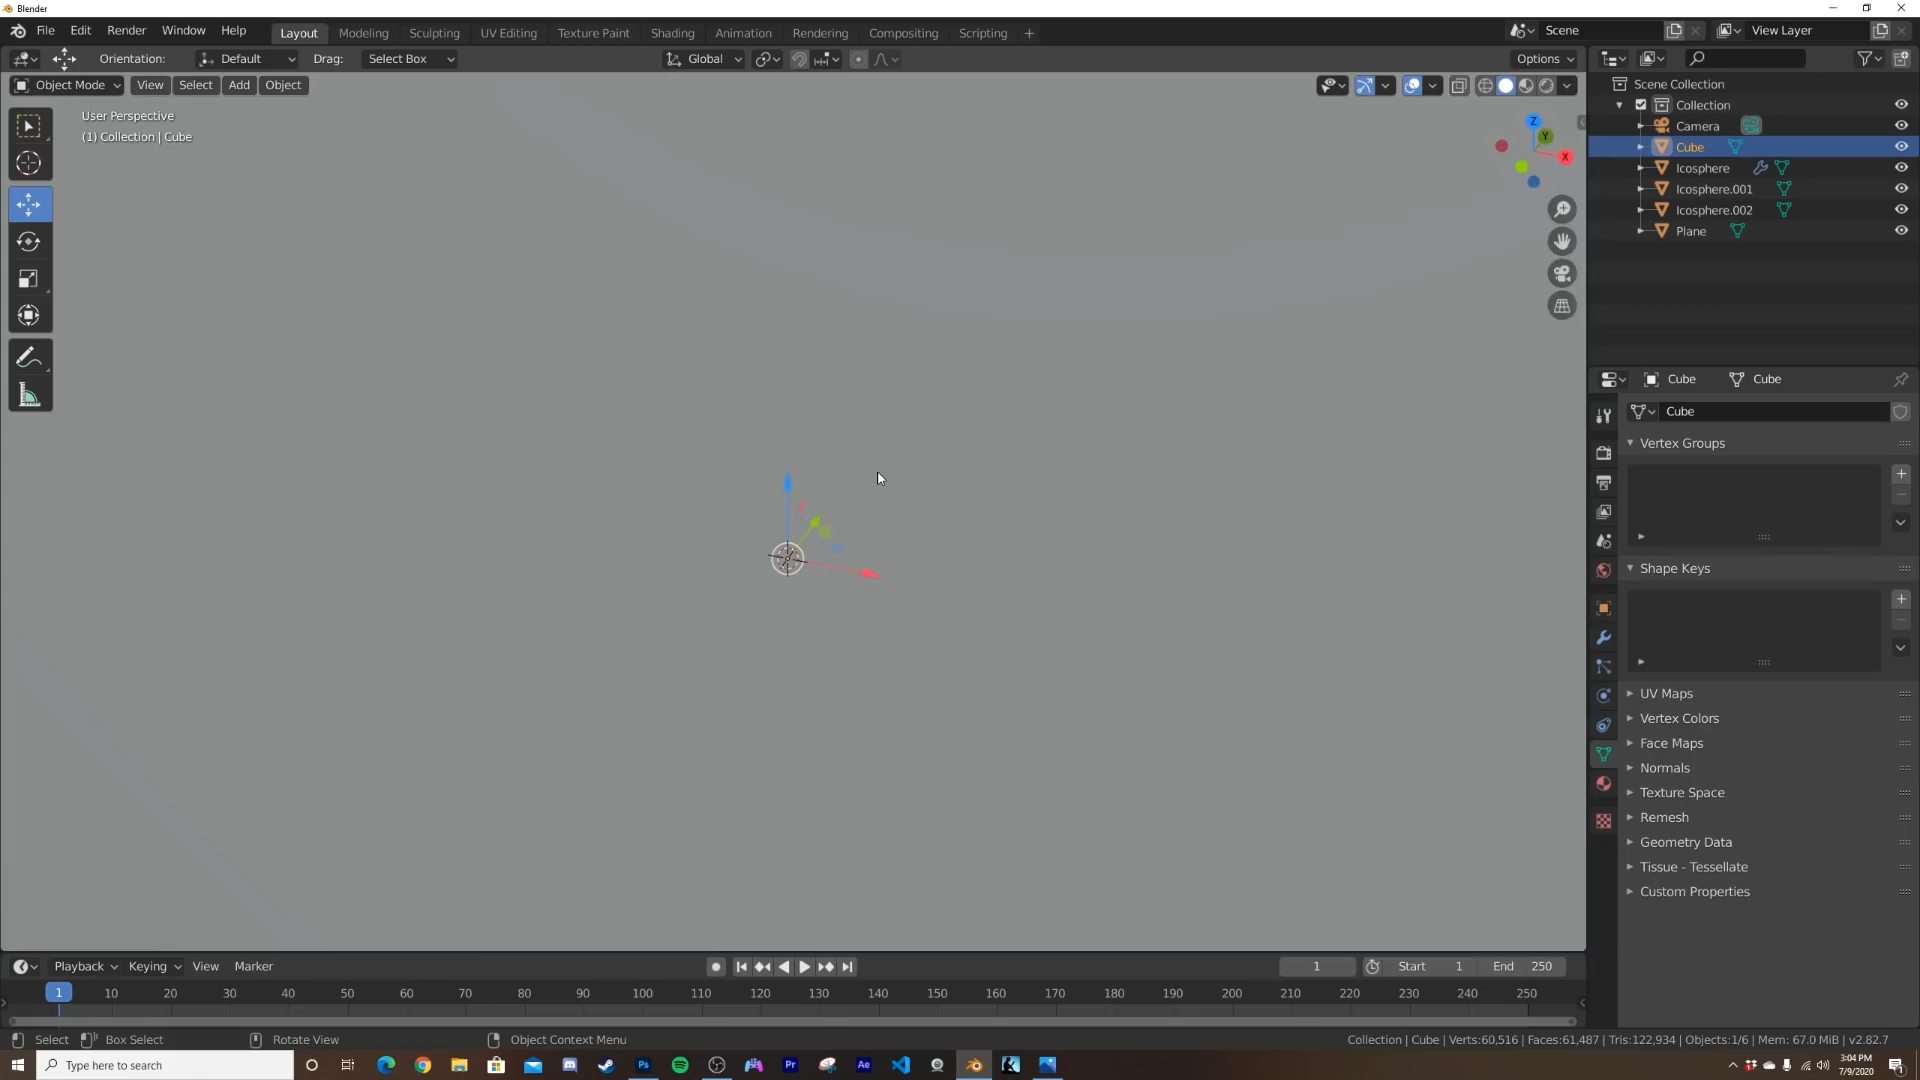 Blender
File Edit Render Window Help Layout Modeling Sculpting UV Editing Texture Paint Shading Animation Rendering Compositing Scripting + Scene View Layer
Orientation: Default Drag: Select Box Global Options
Object Mode View Select Add Object
User Perspective
(1) Collection | Cube
Z
Y
X
Scene Collection
Collection
Camera
Cube
Icosphere
Icosphere.001
Icosphere.002
Plane
Cube Cube
Cube
Vertex Groups
Shape Keys
UV Maps
Vertex Colors
Face Maps
Normals
Texture Space
Remesh
Geometry Data
Tissue - Tessellate
Custom Properties
Playback Keying View Marker 1 Start 1 End 250
1 10 20 30 40 50 60 70 80 90 100 110 120 130 140 150 160 170 180 190 200 210 220 230 240 250
Select Box Select Rotate View Object Context Menu Collection | Cube | Verts:60,516 | Faces:61,487 | Tris:122,934 | Objects:1/6 | Mem: 67.0 MiB | v2.82.7
Type here to search Ps Pr Ae 3:04 PM
7/9/2020